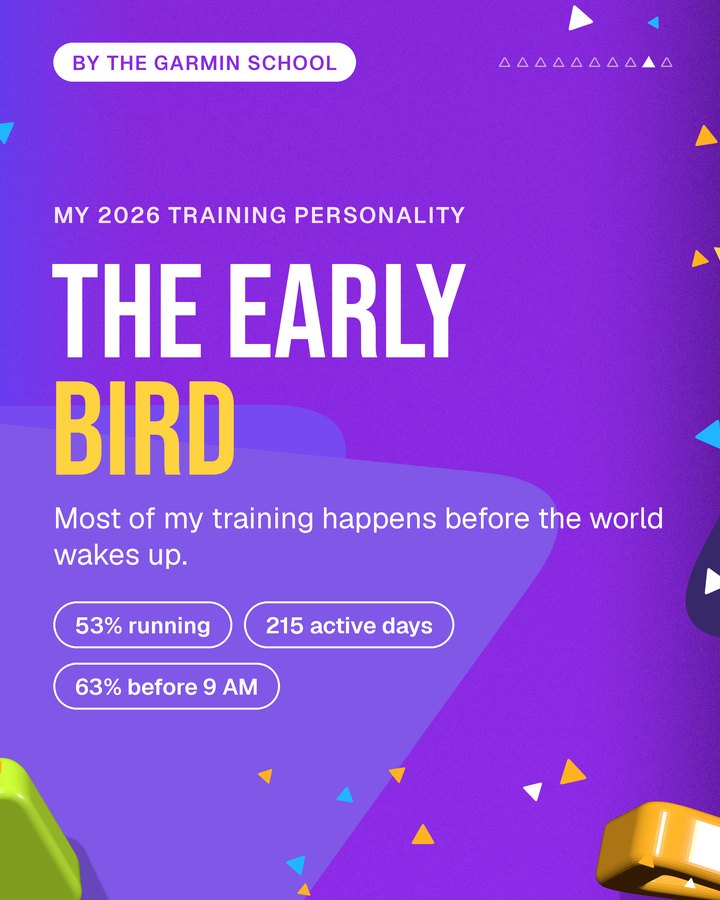 BY THE GARMIN SCHOOL
MY 2026 TRAINING PERSONALITY
THE EARLY
BIRD
Most of my training happens before the world
wakes up.
53% running
215 active days
63% before 9 AM